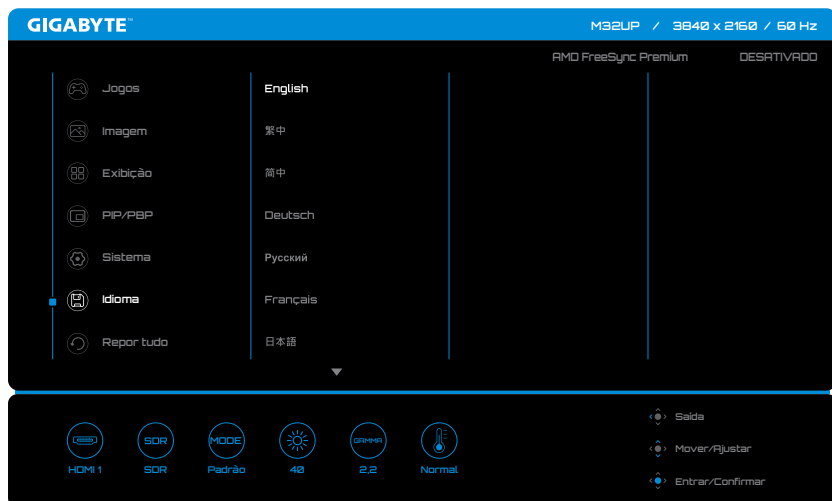 GIGABYTE™
M32UP / 3840 x 2160 / 60 Hz
AMD FreeSync Premium DESATIVADO
Jogos English
Imagem 繁中
Exibição 简中
PIP/PBP Deutsch
Sistema Русский
Idioma Français
Repor tudo 日本語
Saída
Mover/Ajustar
Entrar/Confirmar
SDR MODE GAMMA
HDMI 1 SDR Padrão 40 2,2 Normal